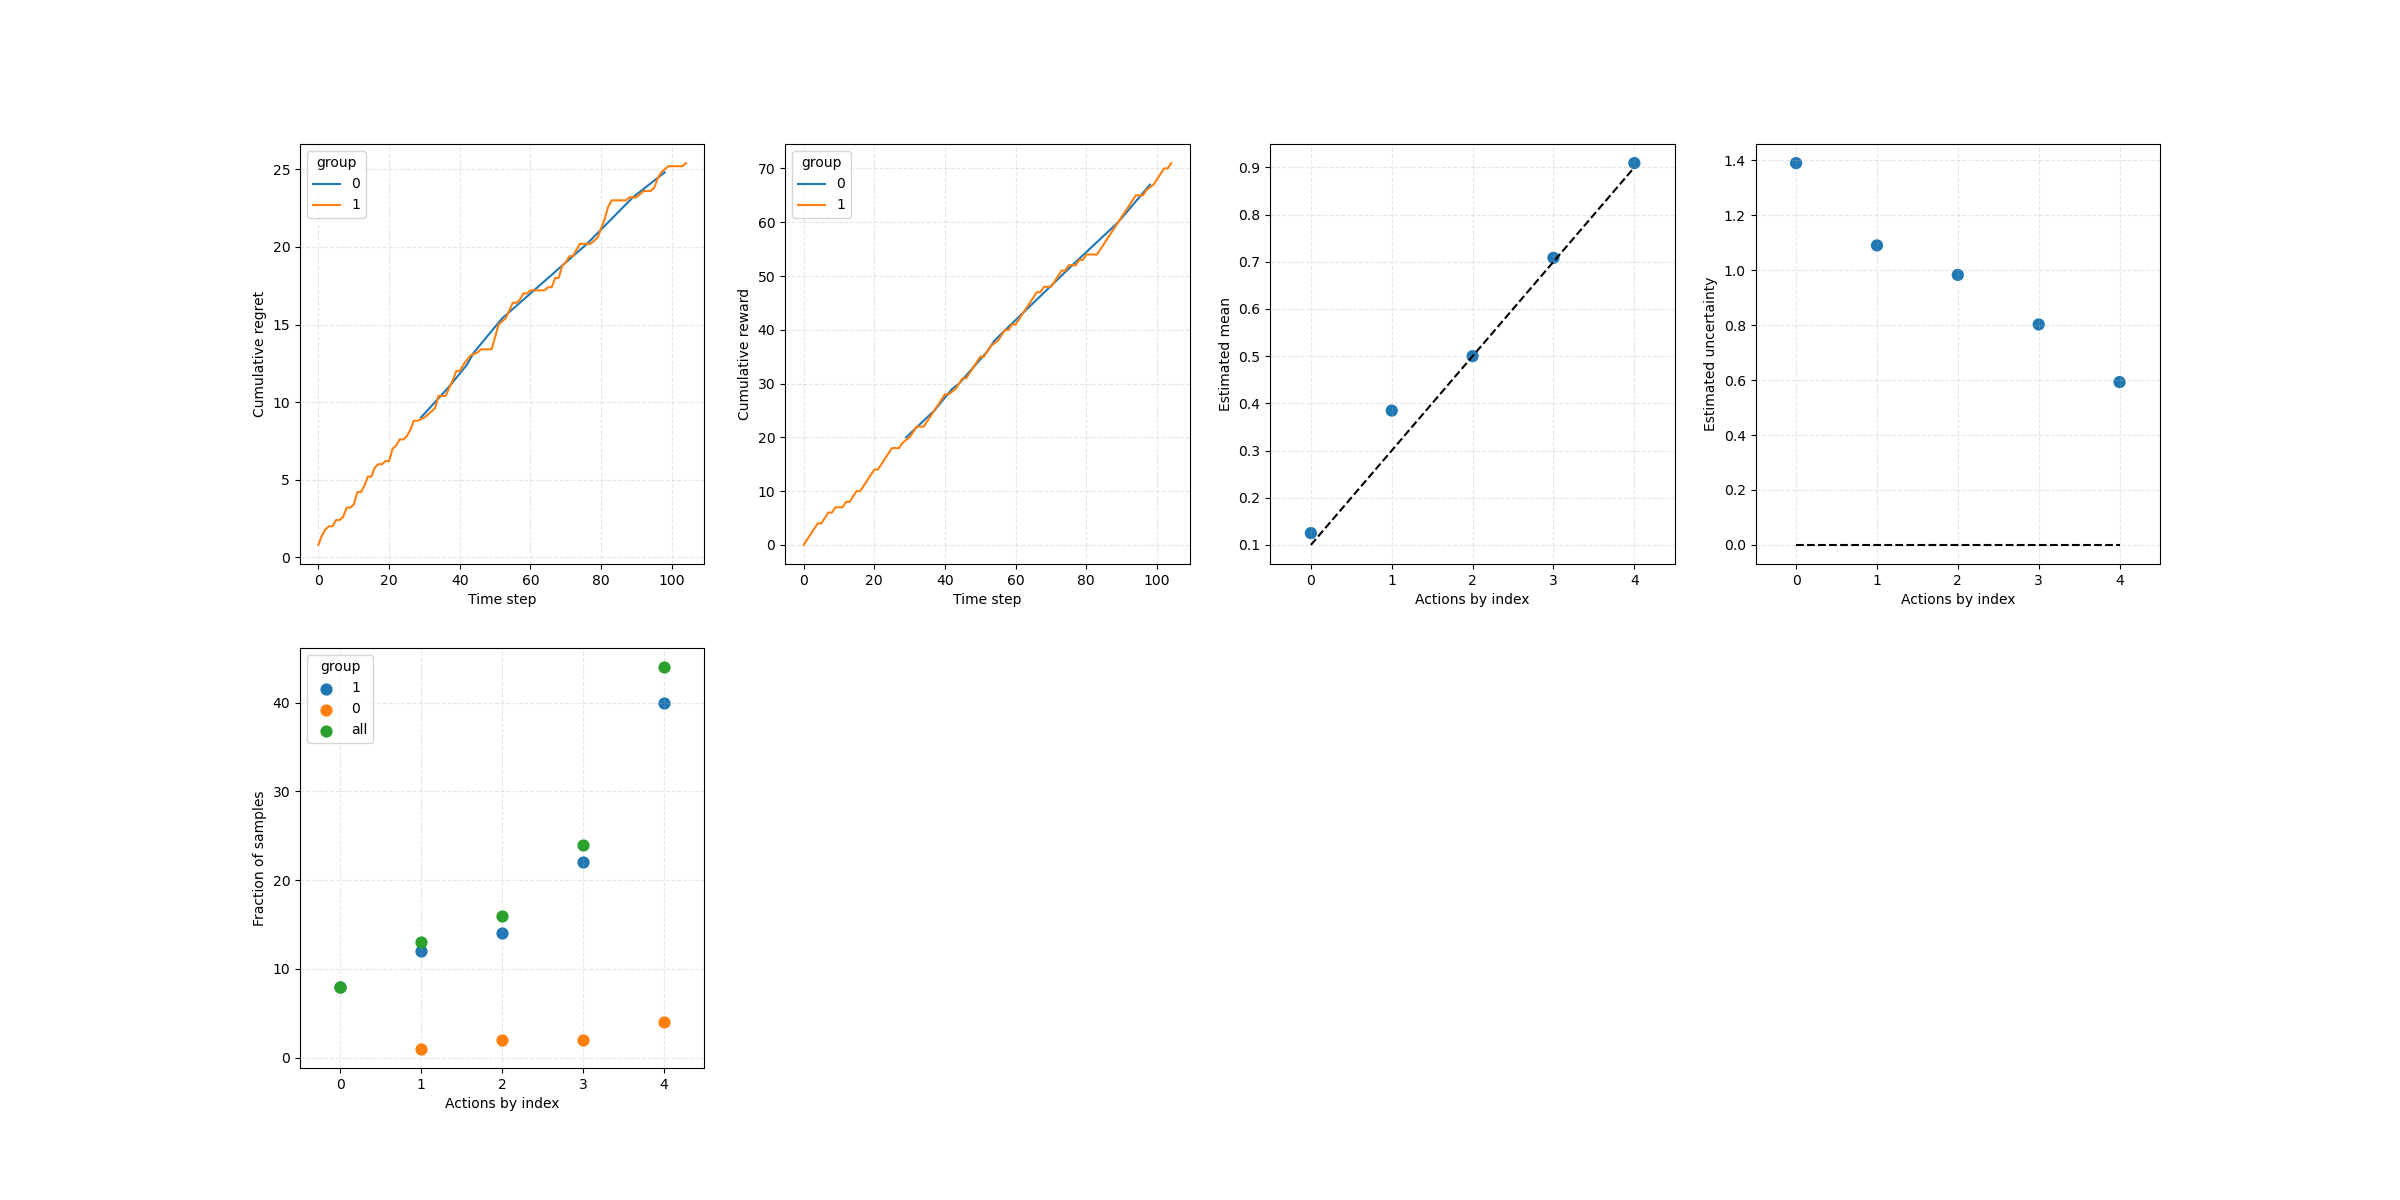 group
0
1
25
20
15
10
5
0
Cumulative regret
0 20 40 60 80 100
Time step
group
0
1
70
60
50
40
30
20
10
0
Cumulative reward
0 20 40 60 80 100
Time step
0.9
0.8
0.7
0.6
0.5
0.4
0.3
0.2
0.1
Estimated mean
0 1 2 3 4
Actions by index
1.4
1.2
1.0
0.8
0.6
0.4
0.2
0.0
Estimated uncertainty
0 1 2 3 4
Actions by index
group
1
0
all
40
30
20
10
0
Fraction of samples
0 1 2 3 4
Actions by index